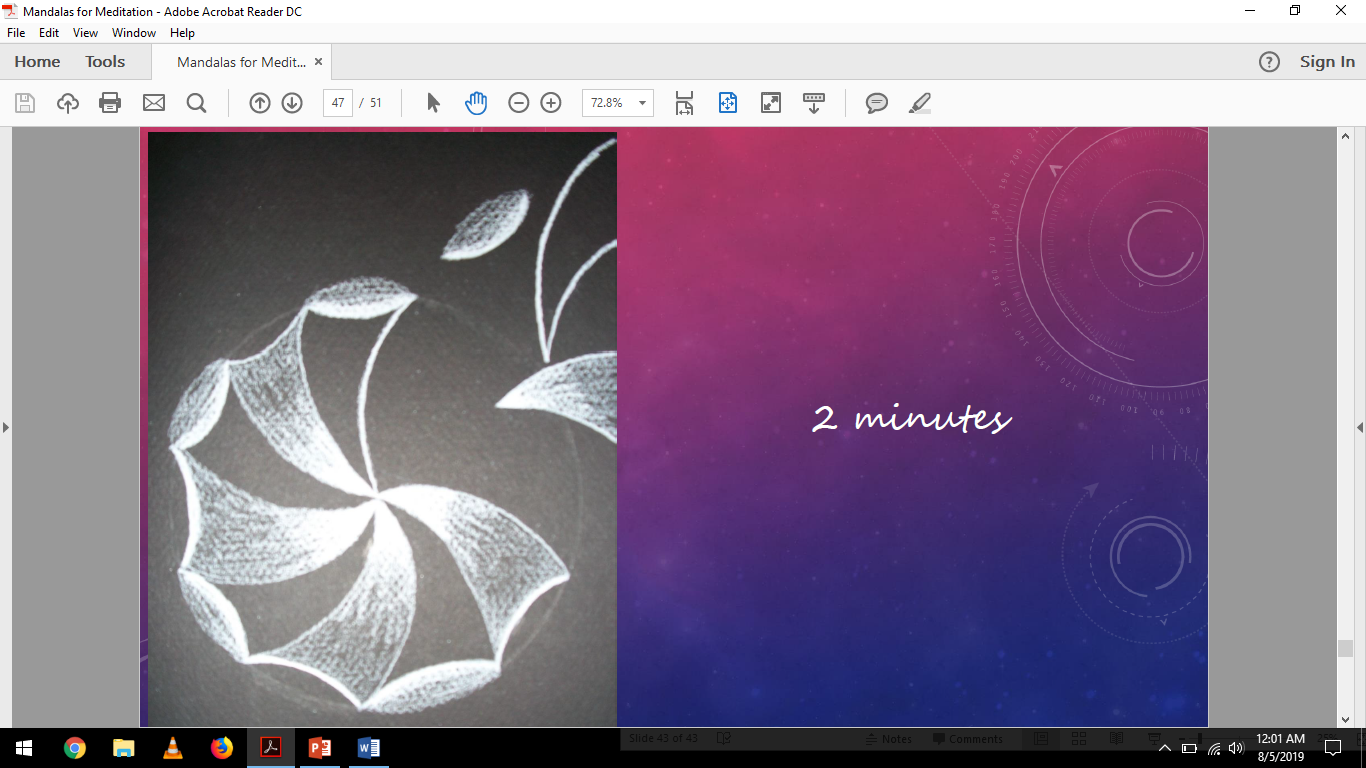 Mandalas for Meditation - Adobe Acrobat Reader DC
File Edit View Window Help
Home Tools Mandalas for Medit... × ? Sign In
47 / 51 72.8%
2 minutes
Slide 43 of 43 Notes Comments
12:01 AM
8/5/2019